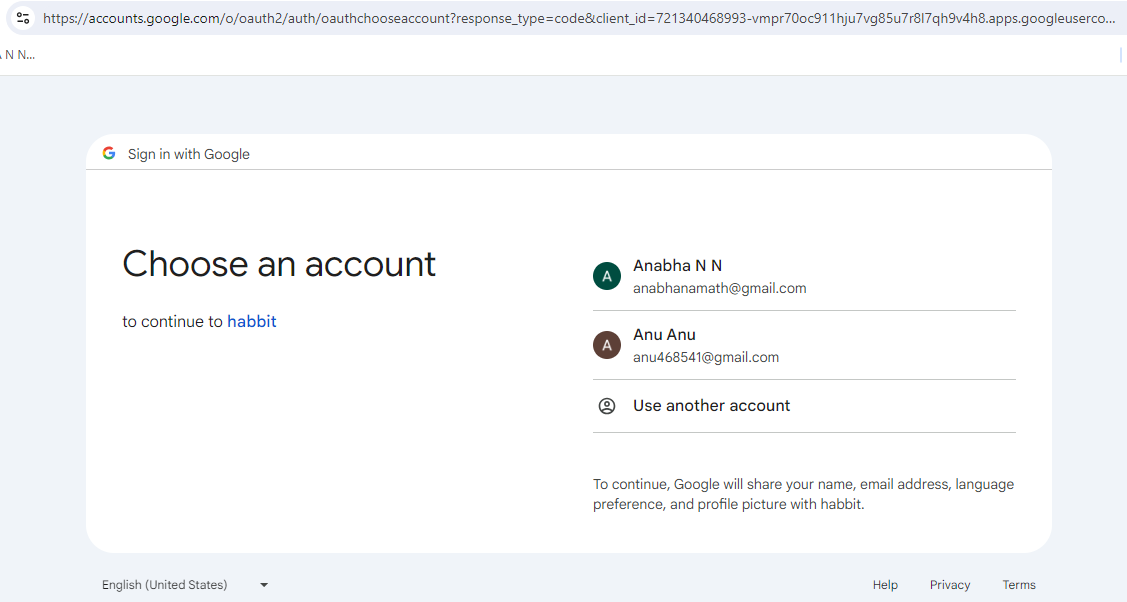 https://accounts.google.com/o/oauth2/auth/oauthchooseaccount?response_type=code&client_id=721340468993-vmpr70oc911hju7vg85u7r8l7qh9v4h8.apps.googleuserco...
N N...
Sign in with Google
Choose an account
to continue to habbit
A
Anabha N N
anabhanamath@gmail.com
A
Anu Anu
anu468541@gmail.com
Use another account
To continue, Google will share your name, email address, language
preference, and profile picture with habbit.
English (United States)
Help Privacy Terms